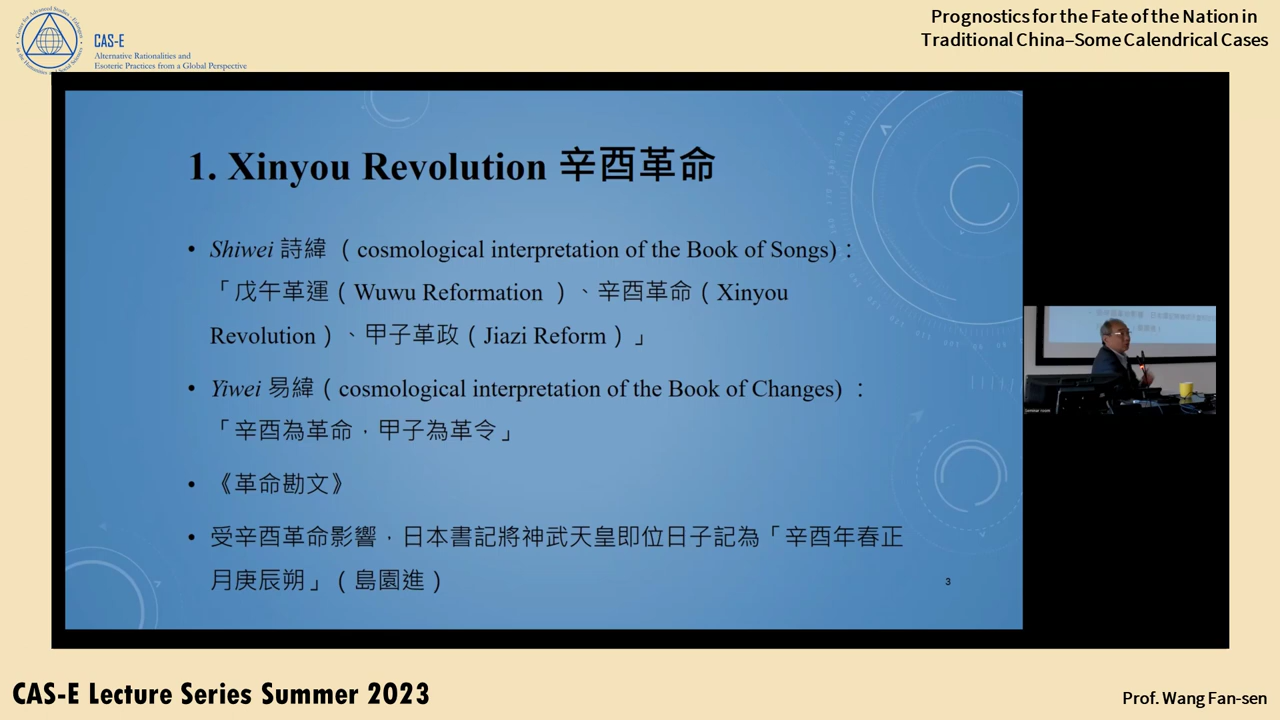 CAS-E
Alternative Rationalities and
Esoteric Practices from a Global Perspective
Prognostics for the Fate of the Nation in
Traditional China–Some Calendrical Cases
1. Xinyou Revolution 辛酉革命
• Shiwei 詩緯 （cosmological interpretation of the Book of Songs)：
「戊午革運（Wuwu Reformation ）、辛酉革命（Xinyou
Revolution）、甲子革政（Jiazi Reform）」
• Yiwei 易緯（cosmological interpretation of the Book of Changes) ：
「辛酉為革命，甲子為革令」
• 《革命勘文》
• 受辛酉革命影響，日本書記將神武天皇即位日子記為「辛酉年春正
月庚辰朔」（島園進）
3
CAS-E Lecture Series Summer 2023
Prof. Wang Fan-sen